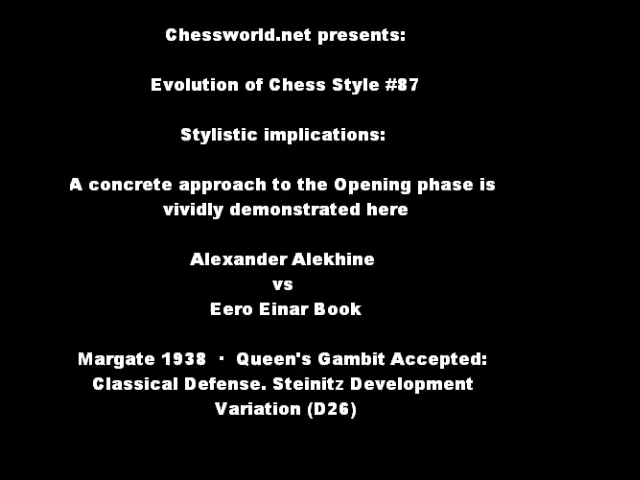 Chessworld.net presents:
Evolution of Chess Style #87
Stylistic implications:
A concrete approach to the Opening phase is
vividly demonstrated here
Alexander Alekhine
vs
Eero Einar Book
Margate 1938 · Queen's Gambit Accepted:
Classical Defense. Steinitz Development
Variation (D26)